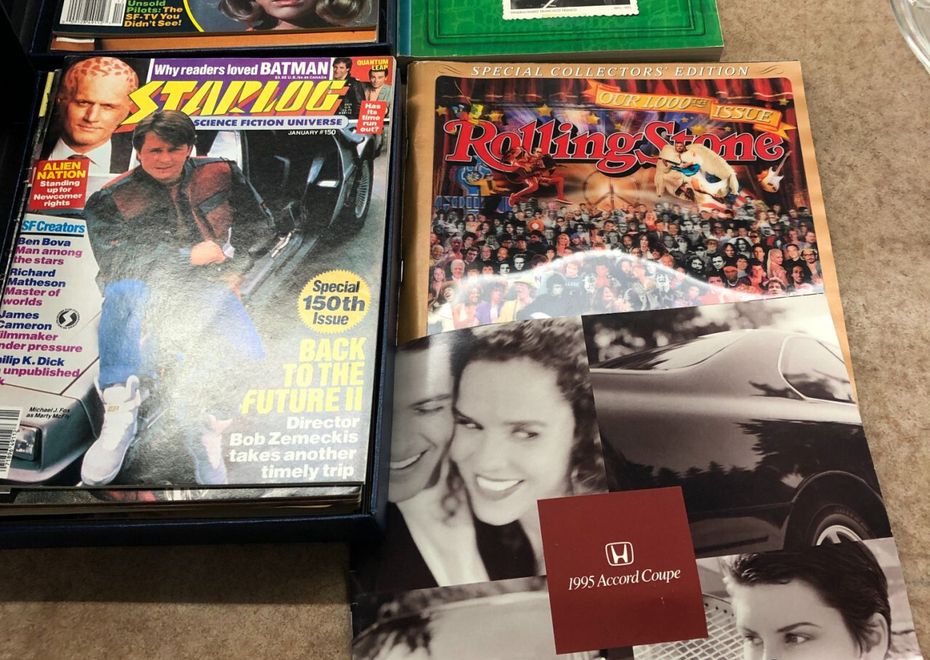 Unsold
Pilots: The
SF-TV You
Didn't See!
Why readers loved BATMAN
QUANTUM
LEAP
STARLOG
SCIENCE FICTION UNIVERSE
JANUARY #150
Has
its
time
run
out?
ALIEN
NATION
Standing
up for
Newcomer
rights
SF Creators
Ben Bova
Man among
the stars
Richard
Matheson
Master of
worlds
James
Cameron
filmmaker
under pressure
Philip K. Dick
unpublished
Special
150th
Issue
BACK
TO THE
FUTURE II
Director
Bob Zemeckis
takes another
timely trip
Michael J. Fox
as Marty McFly
SPECIAL COLLECTORS' EDITION
OUR 1,000TH
ISSUE
RollingStone
1995 Accord Coupe